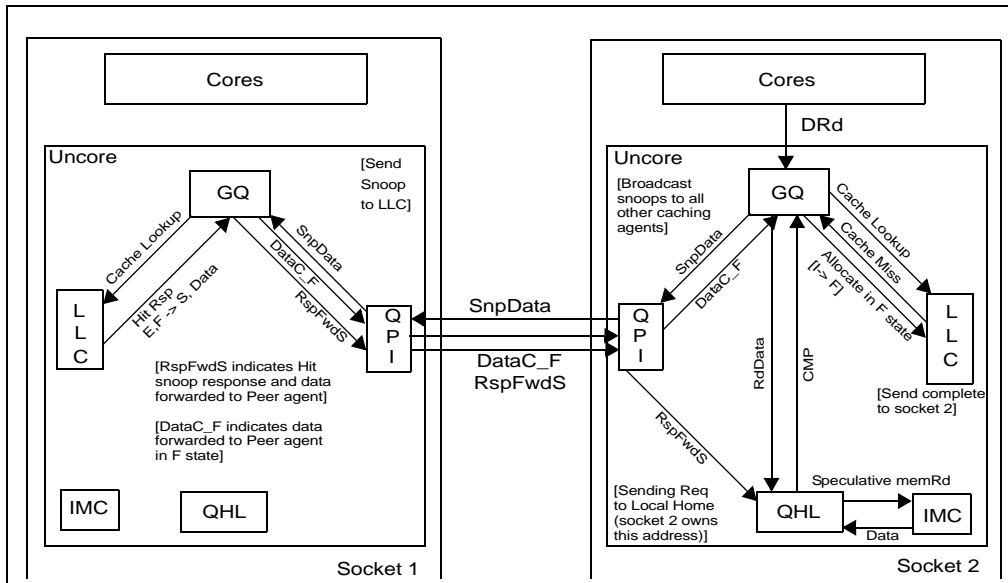 Cores
Uncore
[Send
Snoop
to LLC]
GQ
Cache Lookup
Hit Rsp
E,F -> S, Data
SnpData
DataC_F
RspFwdS
L
L
C
Q
P
I
[RspFwdS indicates Hit
snoop response and data
forwarded to Peer agent]
[DataC_F indicates data
forwarded to Peer agent
in F state]
IMC
QHL
Socket 1
SnpData
DataC_F
RspFwdS
Cores
DRd
Uncore
[Broadcast
snoops to all
other caching
agents]
GQ
Cache Lookup
Cache Miss
Allocate in F state
[I-> F]
SnpData
DataC_F
Q
P
I
L
L
C
RdData
CMP
[Send complete
to socket 2]
RspFwdS
[Sending Req
to Local Home
(socket 2 owns
this address)]
Speculative memRd
QHL
IMC
Data
Socket 2